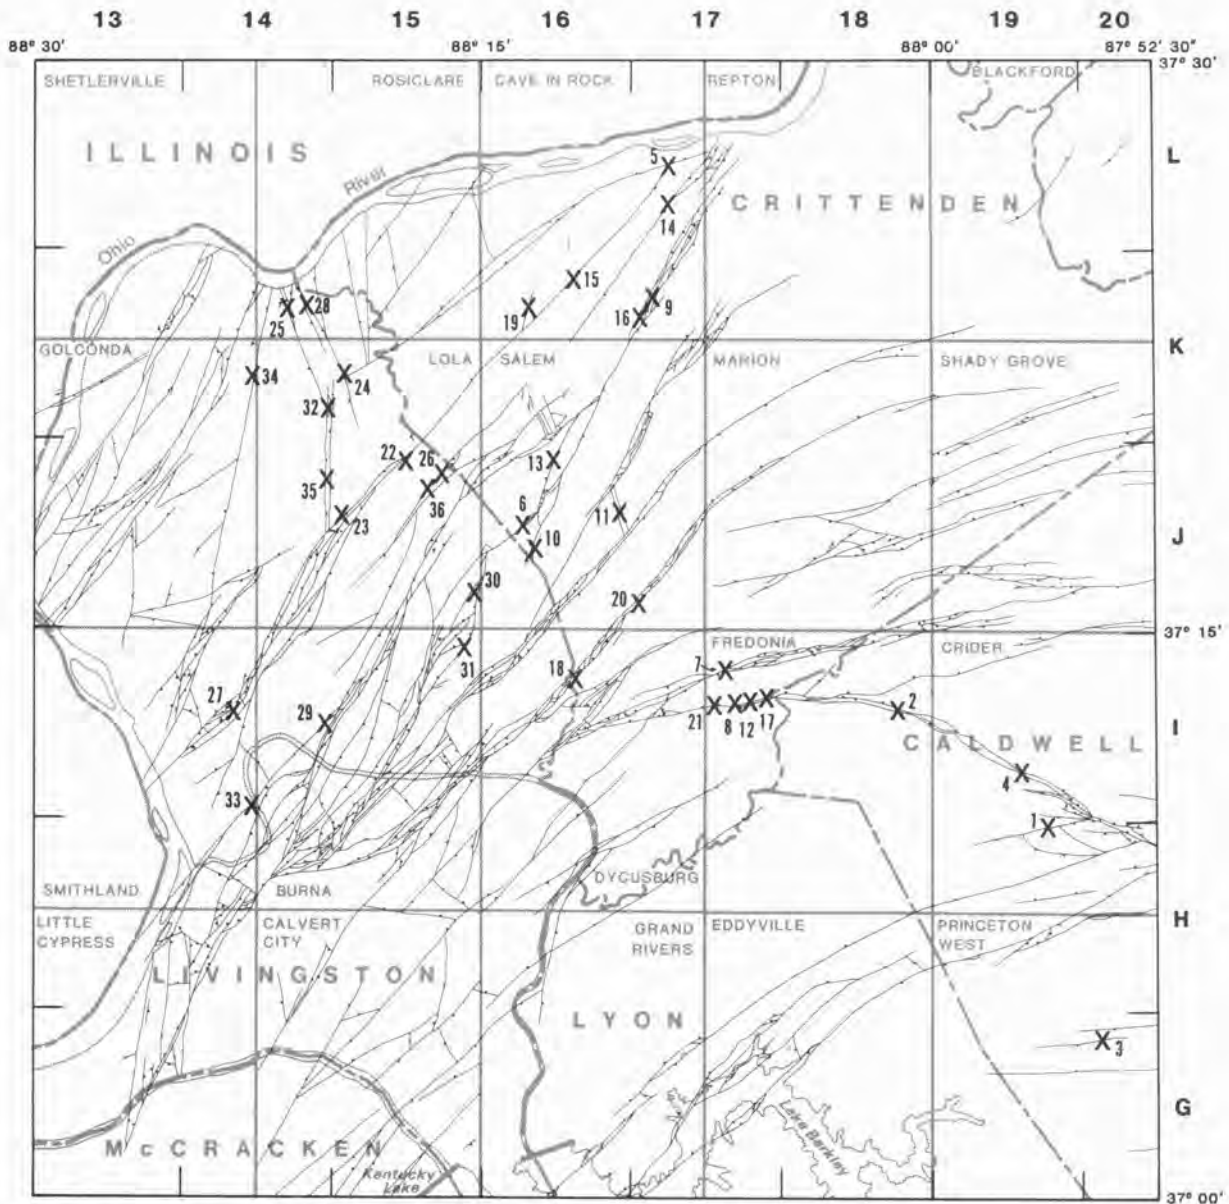 13 14 15 16 17 18 19 20
88° 30′ 88° 15′ 88° 00′ 87° 52′ 30″
37° 30′
SHETLERVILLE ROSICLARE CAVE IN ROCK REPTON BLACKFORD
ILLINOIS
River
5
L
CRITTENDEN
14
Ohio
15
19
16 9
25 28
K
GOLCONDA LOLA SALEM MARION SHADY GROVE
34 24
32
22 26 13
35 36
23 6 11
10
J
30
20
37° 15′
FREDONIA CRIDER
31 18 7
27 29 21 8 12 17 2
I
CALDWELL
4
33
1
SMITHLAND BURNA DYCUSBURG
LITTLE CYPRESS
CALVERT CITY
GRAND RIVERS
EDDYVILLE
PRINCETON WEST
H
LIVINGSTON
LYON
3
G
Lake Barkley
McCRACKEN
Kentucky Lake
37° 00′